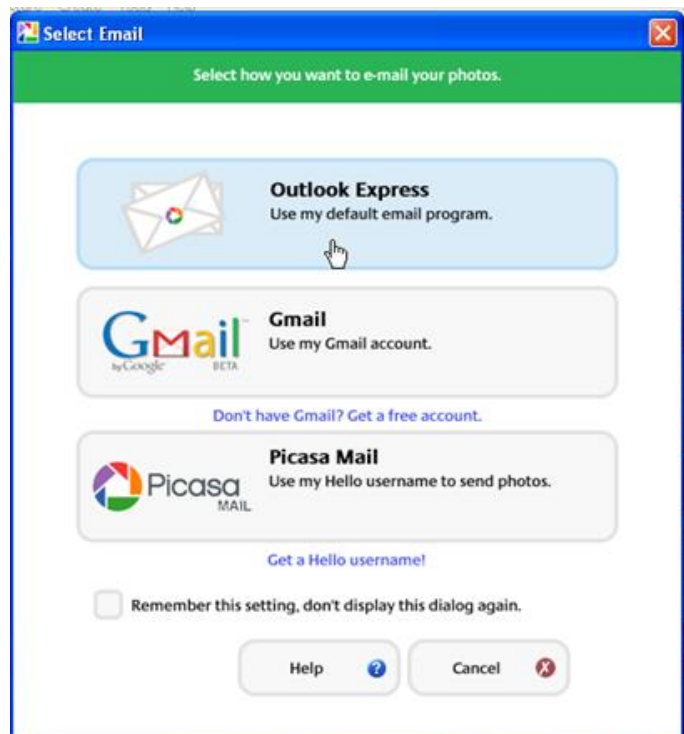 Select Email
Select how you want to e-mail your photos.
Outlook Express
Use my default email program.
Gmail
by Google BETA
Gmail
Use my Gmail account.
Don't have Gmail? Get a free account.
Picasa
MAIL
Picasa Mail
Use my Hello username to send photos.
Get a Hello username!
Remember this setting, don't display this dialog again.
Help
Cancel